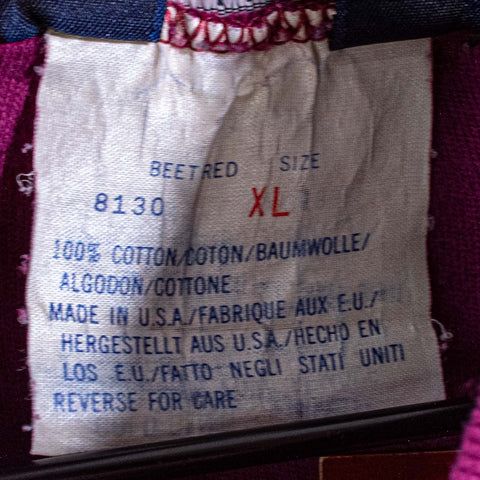 BEETRED SIZE
8130 XL
100% COTTON/COTON/BAUMWOLLE/
ALGODON/COTTONE
MADE IN U.S.A./FABRIQUE AUX E.U./
HERGESTELLT AUS U.S.A./HECHO EN
LOS E.U./FATTO NEGLI STATI UNITI
REVERSE FOR CARE